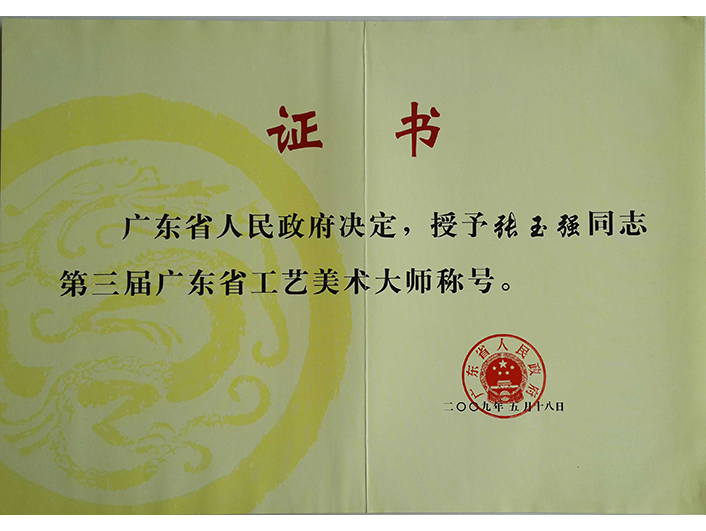 证书
广东省人民政府决定，授予张玉强同志
第三届广东省工艺美术大师称号。
广东省人民政府
二〇〇九年五月十八日